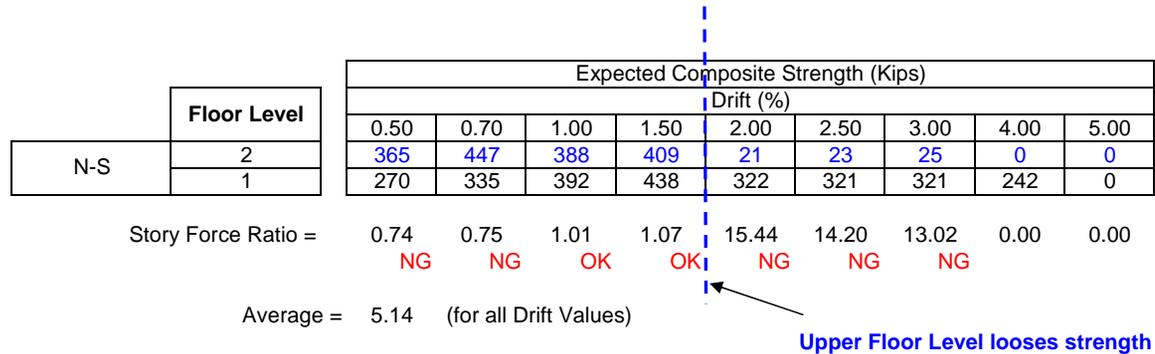 Expected Composite Strength (Kips)
Drift (%)
Floor Level
0.50 0.70 1.00 1.50 2.00 2.50 3.00 4.00 5.00
N-S
2 365 447 388 409 21 23 25 0 0
1 270 335 392 438 322 321 321 242 0
Story Force Ratio = 0.74 0.75 1.01 1.07 15.44 14.20 13.02 0.00 0.00
NG NG OK OK NG NG NG
Average = 5.14 (for all Drift Values)
Upper Floor Level looses strength